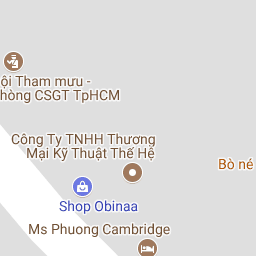 ội Tham mưu -
hòng CSGT TpHCM
Công Ty TNHH Thương
Mại Kỹ Thuật Thế Hệ
Bò né
Shop Obinaa
Ms Phuong Cambridge